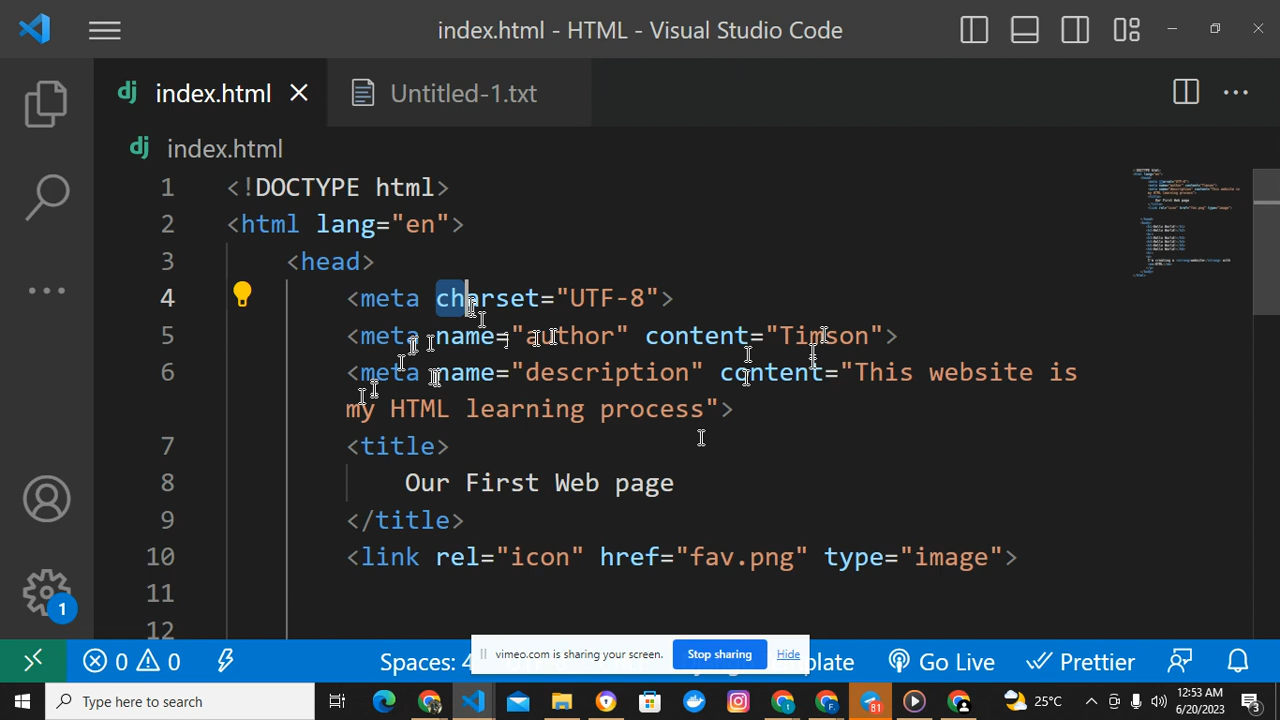 index.html - HTML - Visual Studio Code
index.html
Untitled-1.txt
index.html
1 <!DOCTYPE html>
2 <html lang="en">
3 <head>
4 <meta charset="UTF-8">
5 <meta name="author" content="Timson">
6 <meta name="description" content="This website is
my HTML learning process">
7 <title>
8 Our First Web page
9 </title>
10 <link rel="icon" href="fav.png" type="image">
11
12
1
0 0 Spaces: 4 plate Go Live Prettier
vimeo.com is sharing your screen. Stop sharing Hide
Type here to search
81
25°C
12:53 AM
6/20/2023
3